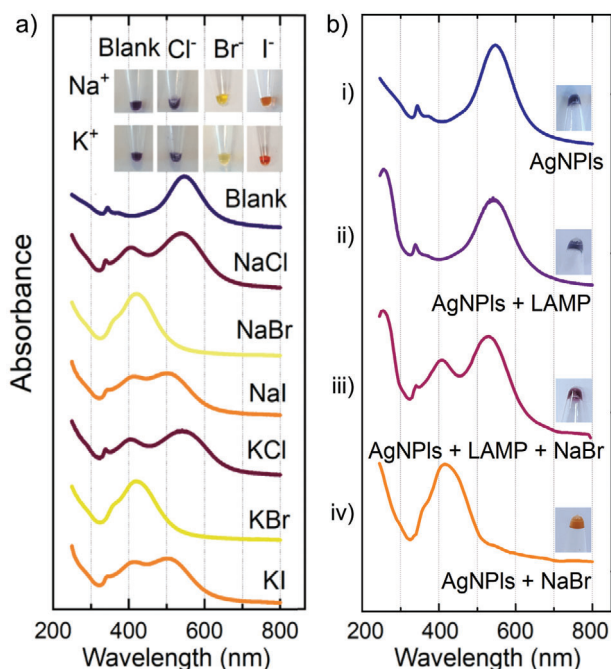 a)
Blank Cl⁻ Br⁻ I⁻
Na⁺
K⁺
Blank
NaCl
NaBr
NaI
KCl
KBr
KI
Absorbance
200 400 600 800
Wavelength (nm)
b)
i)
AgNPls
ii)
AgNPls + LAMP
iii)
AgNPls + LAMP + NaBr
iv)
AgNPls + NaBr
200 400 600 800
Wavelength (nm)